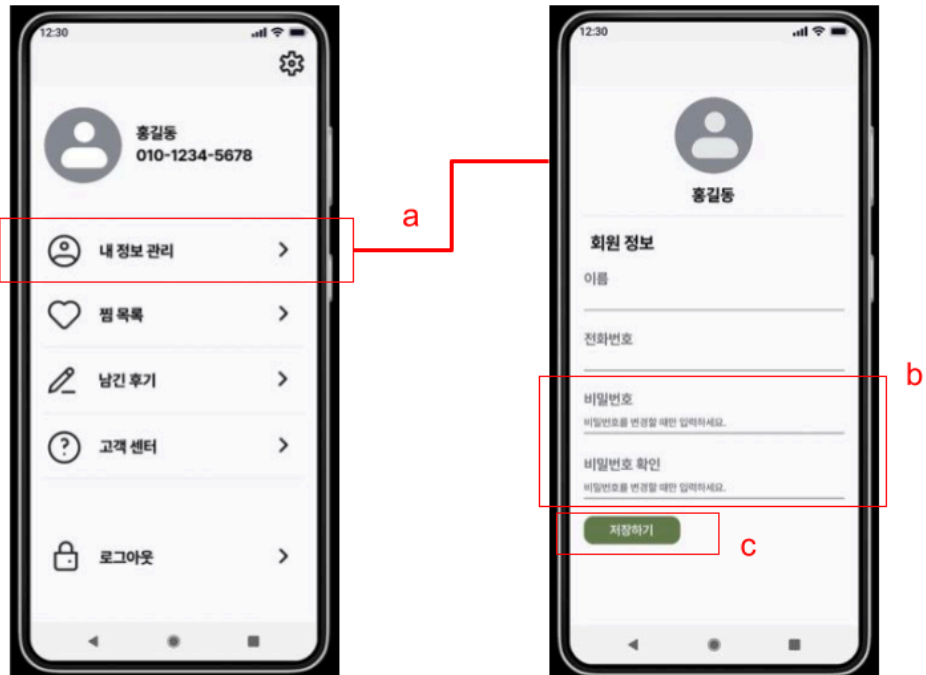 12:30
홍길동
010-1234-5678
내 정보 관리
찜 목록
남긴 후기
고객 센터
로그아웃
a
12:30
홍길동
회원 정보
이름
전화번호
비밀번호
비밀번호를 변경할 때만 입력하세요.
비밀번호 확인
비밀번호를 변경할 때만 입력하세요.
저장하기
b
c